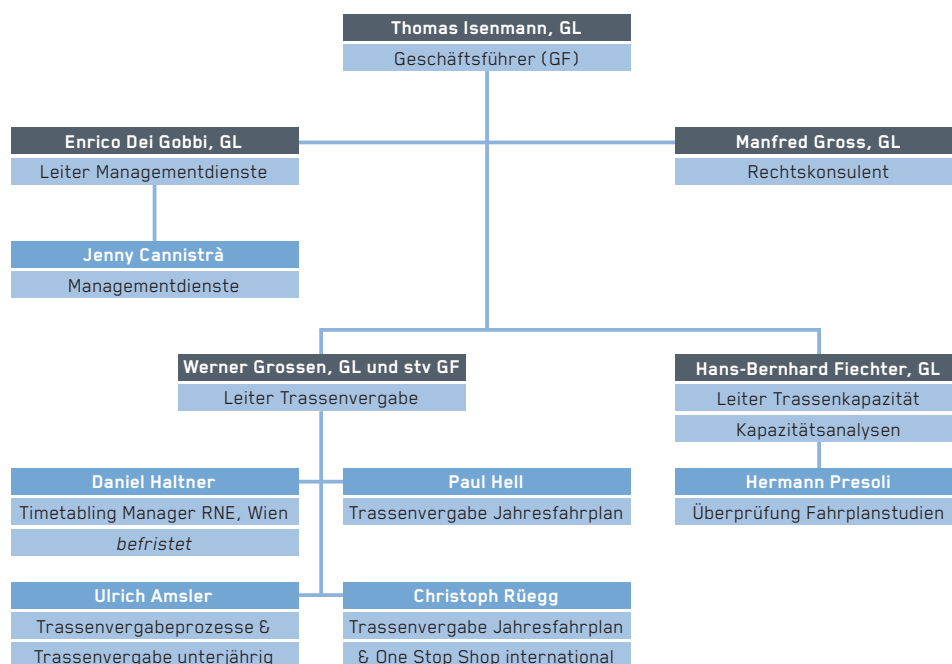 Thomas Isenmann, GL
Geschäftsführer (GF)
Enrico Dei Gobbi, GL
Leiter Managementdienste
Manfred Gross, GL
Rechtskonsulent
Jenny Cannistrà
Managementdienste
Werner Grossen, GL und stv GF
Leiter Trassenvergabe
Hans-Bernhard Fiechter, GL
Leiter Trassenkapazität
Kapazitätsanalysen
Daniel Haltner
Timetabling Manager RNE, Wien
befristet
Paul Hell
Trassenvergabe Jahresfahrplan
Hermann Presoli
Überprüfung Fahrplanstudien
Ulrich Amsler
Trassenvergabeprozesse &
Trassenvergabe unterjährig
Christoph Rüegg
Trassenvergabe Jahresfahrplan
& One Stop Shop international